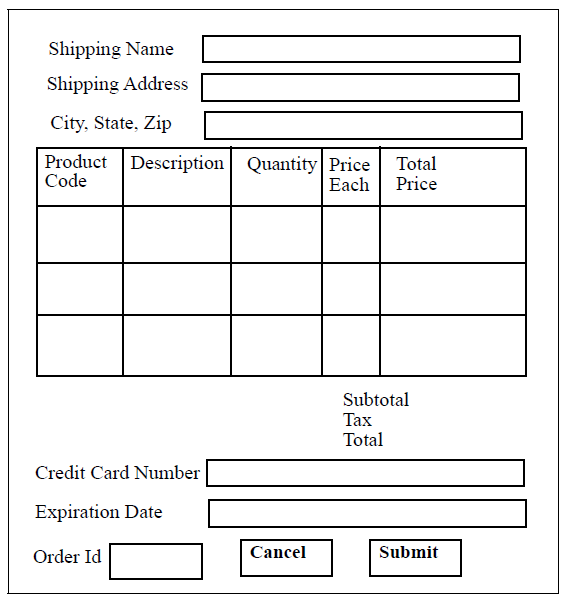 Shipping Name
Shipping Address
City, State, Zip
Product Code
Description
Quantity
Price Each
Total Price
Subtotal
Tax
Total
Credit Card Number
Expiration Date
Order Id
Cancel
Submit